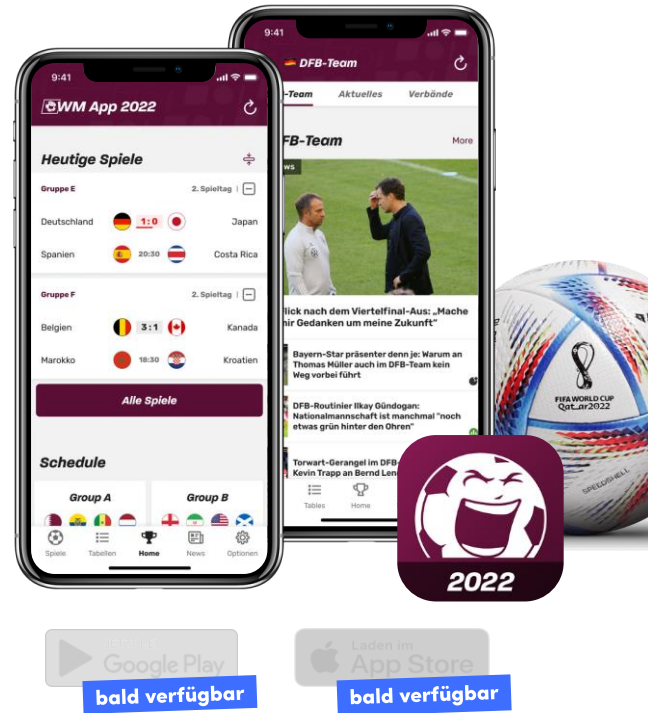 9:41
WM App 2022
Heutige Spiele
Gruppe E
2. Spieltag |
Deutschland 1:0 Japan
Spanien 20:30 Costa Rica
Gruppe F
2. Spieltag |
Belgien 3:1 Kanada
Marokko 18:30 Kroatien
Alle Spiele
Schedule
Group A
Group B
Spiele Tabellen Home News Optionen
9:41
DFB-Team
-Team Aktuelles Verbände
FB-Team More
ws
lick nach dem Viertelfinal-Aus: „Mache
ir Gedanken um meine Zukunft“
Bayern-Star präsenter denn je: Warum an
Thomas Müller auch im DFB-Team kein
Weg vorbei führt
DFB-Routinier Ilkay Gündogan:
Nationalmannschaft ist manchmal "noch
etwas grün hinter den Ohren"
Torwart-Gerangel im DFB-
Kevin Trapp an Bernd Len
Tables Home
FIFA WORLD CUP
Qatar2022
SPEEDSHELL
2022
Google Play
bald verfügbar
Laden im
App Store
bald verfügbar